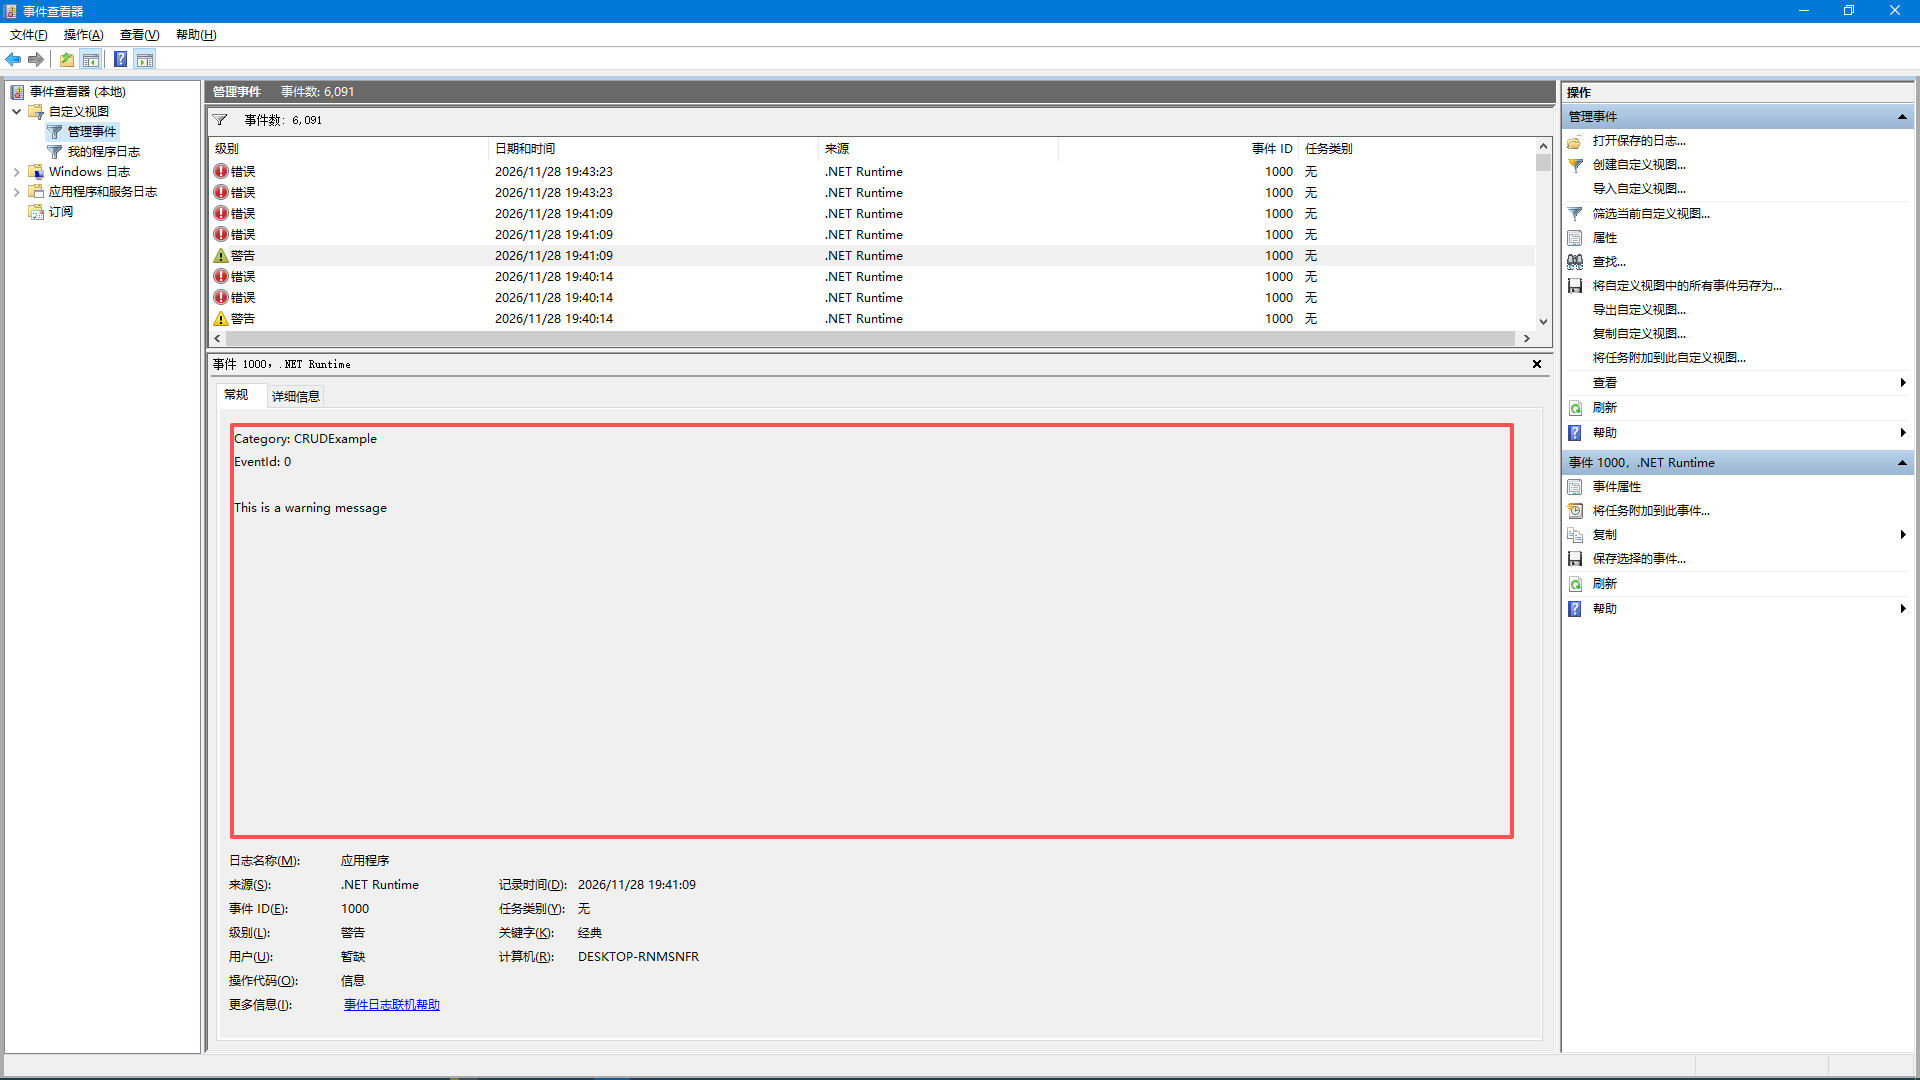 事件查看器
文件(F) 操作(A) 查看(V) 帮助(H)
事件查看器 (本地)
自定义视图
管理事件
我的程序日志
Windows 日志
应用程序和服务日志
订阅
管理事件 事件数: 6,091
事件数: 6,091
级别 日期和时间 来源 事件 ID 任务类别
错误 2026/11/28 19:43:23 .NET Runtime 1000 无
错误 2026/11/28 19:43:23 .NET Runtime 1000 无
错误 2026/11/28 19:41:09 .NET Runtime 1000 无
错误 2026/11/28 19:41:09 .NET Runtime 1000 无
警告 2026/11/28 19:41:09 .NET Runtime 1000 无
错误 2026/11/28 19:40:14 .NET Runtime 1000 无
错误 2026/11/28 19:40:14 .NET Runtime 1000 无
警告 2026/11/28 19:40:14 .NET Runtime 1000 无
事件 1000，.NET Runtime
常规 详细信息
Category: CRUDExample
EventId: 0
This is a warning message
日志名称(M): 应用程序
来源(S): .NET Runtime 记录时间(D): 2026/11/28 19:41:09
事件 ID(E): 1000 任务类别(Y): 无
级别(L): 警告 关键字(K): 经典
用户(U): 暂缺 计算机(R): DESKTOP-RNMSNFR
操作代码(O): 信息
更多信息(I): 事件日志联机帮助
操作
管理事件
打开保存的日志...
创建自定义视图...
导入自定义视图...
筛选当前自定义视图...
属性
查找...
将自定义视图中的所有事件另存为...
导出自定义视图...
复制自定义视图...
将任务附加到此自定义视图...
查看
刷新
帮助
事件 1000，.NET Runtime
事件属性
将任务附加到此事件...
复制
保存选择的事件...
刷新
帮助